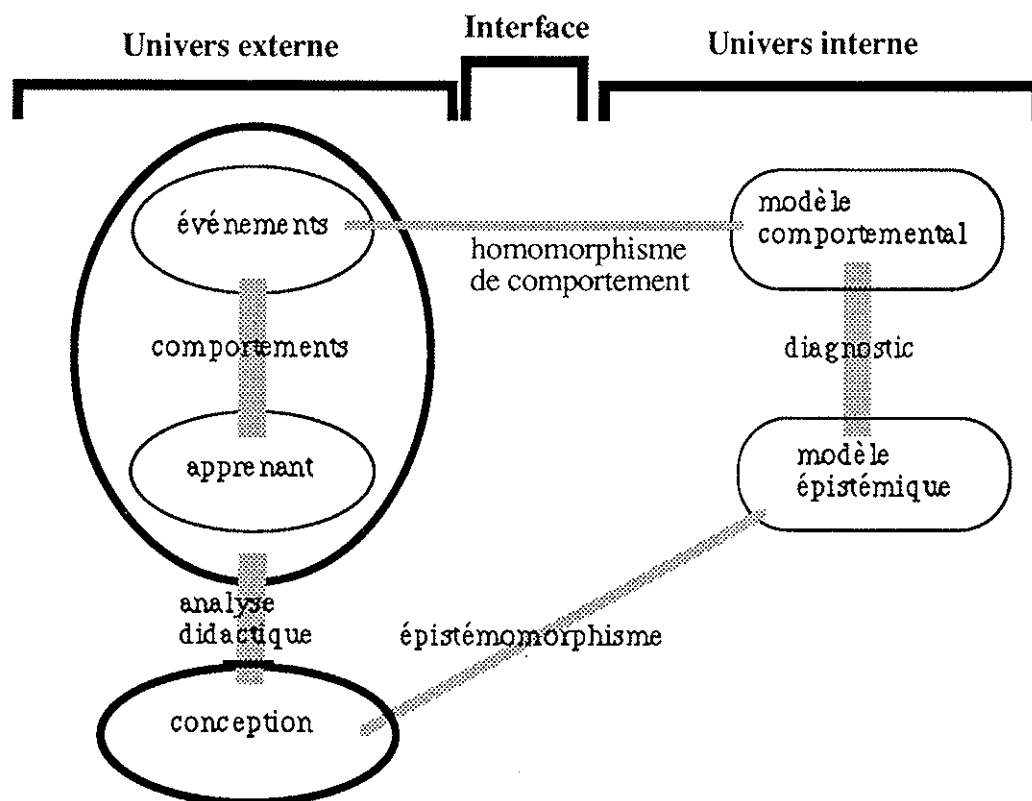 Univers externe
Interface
Univers interne
événements
modèle
comportemental
homomorphisme
de comportement
comportements
diagnostic
apprenant
modèle
épistémique
analyse
didactique
épistémomorphisme
conception